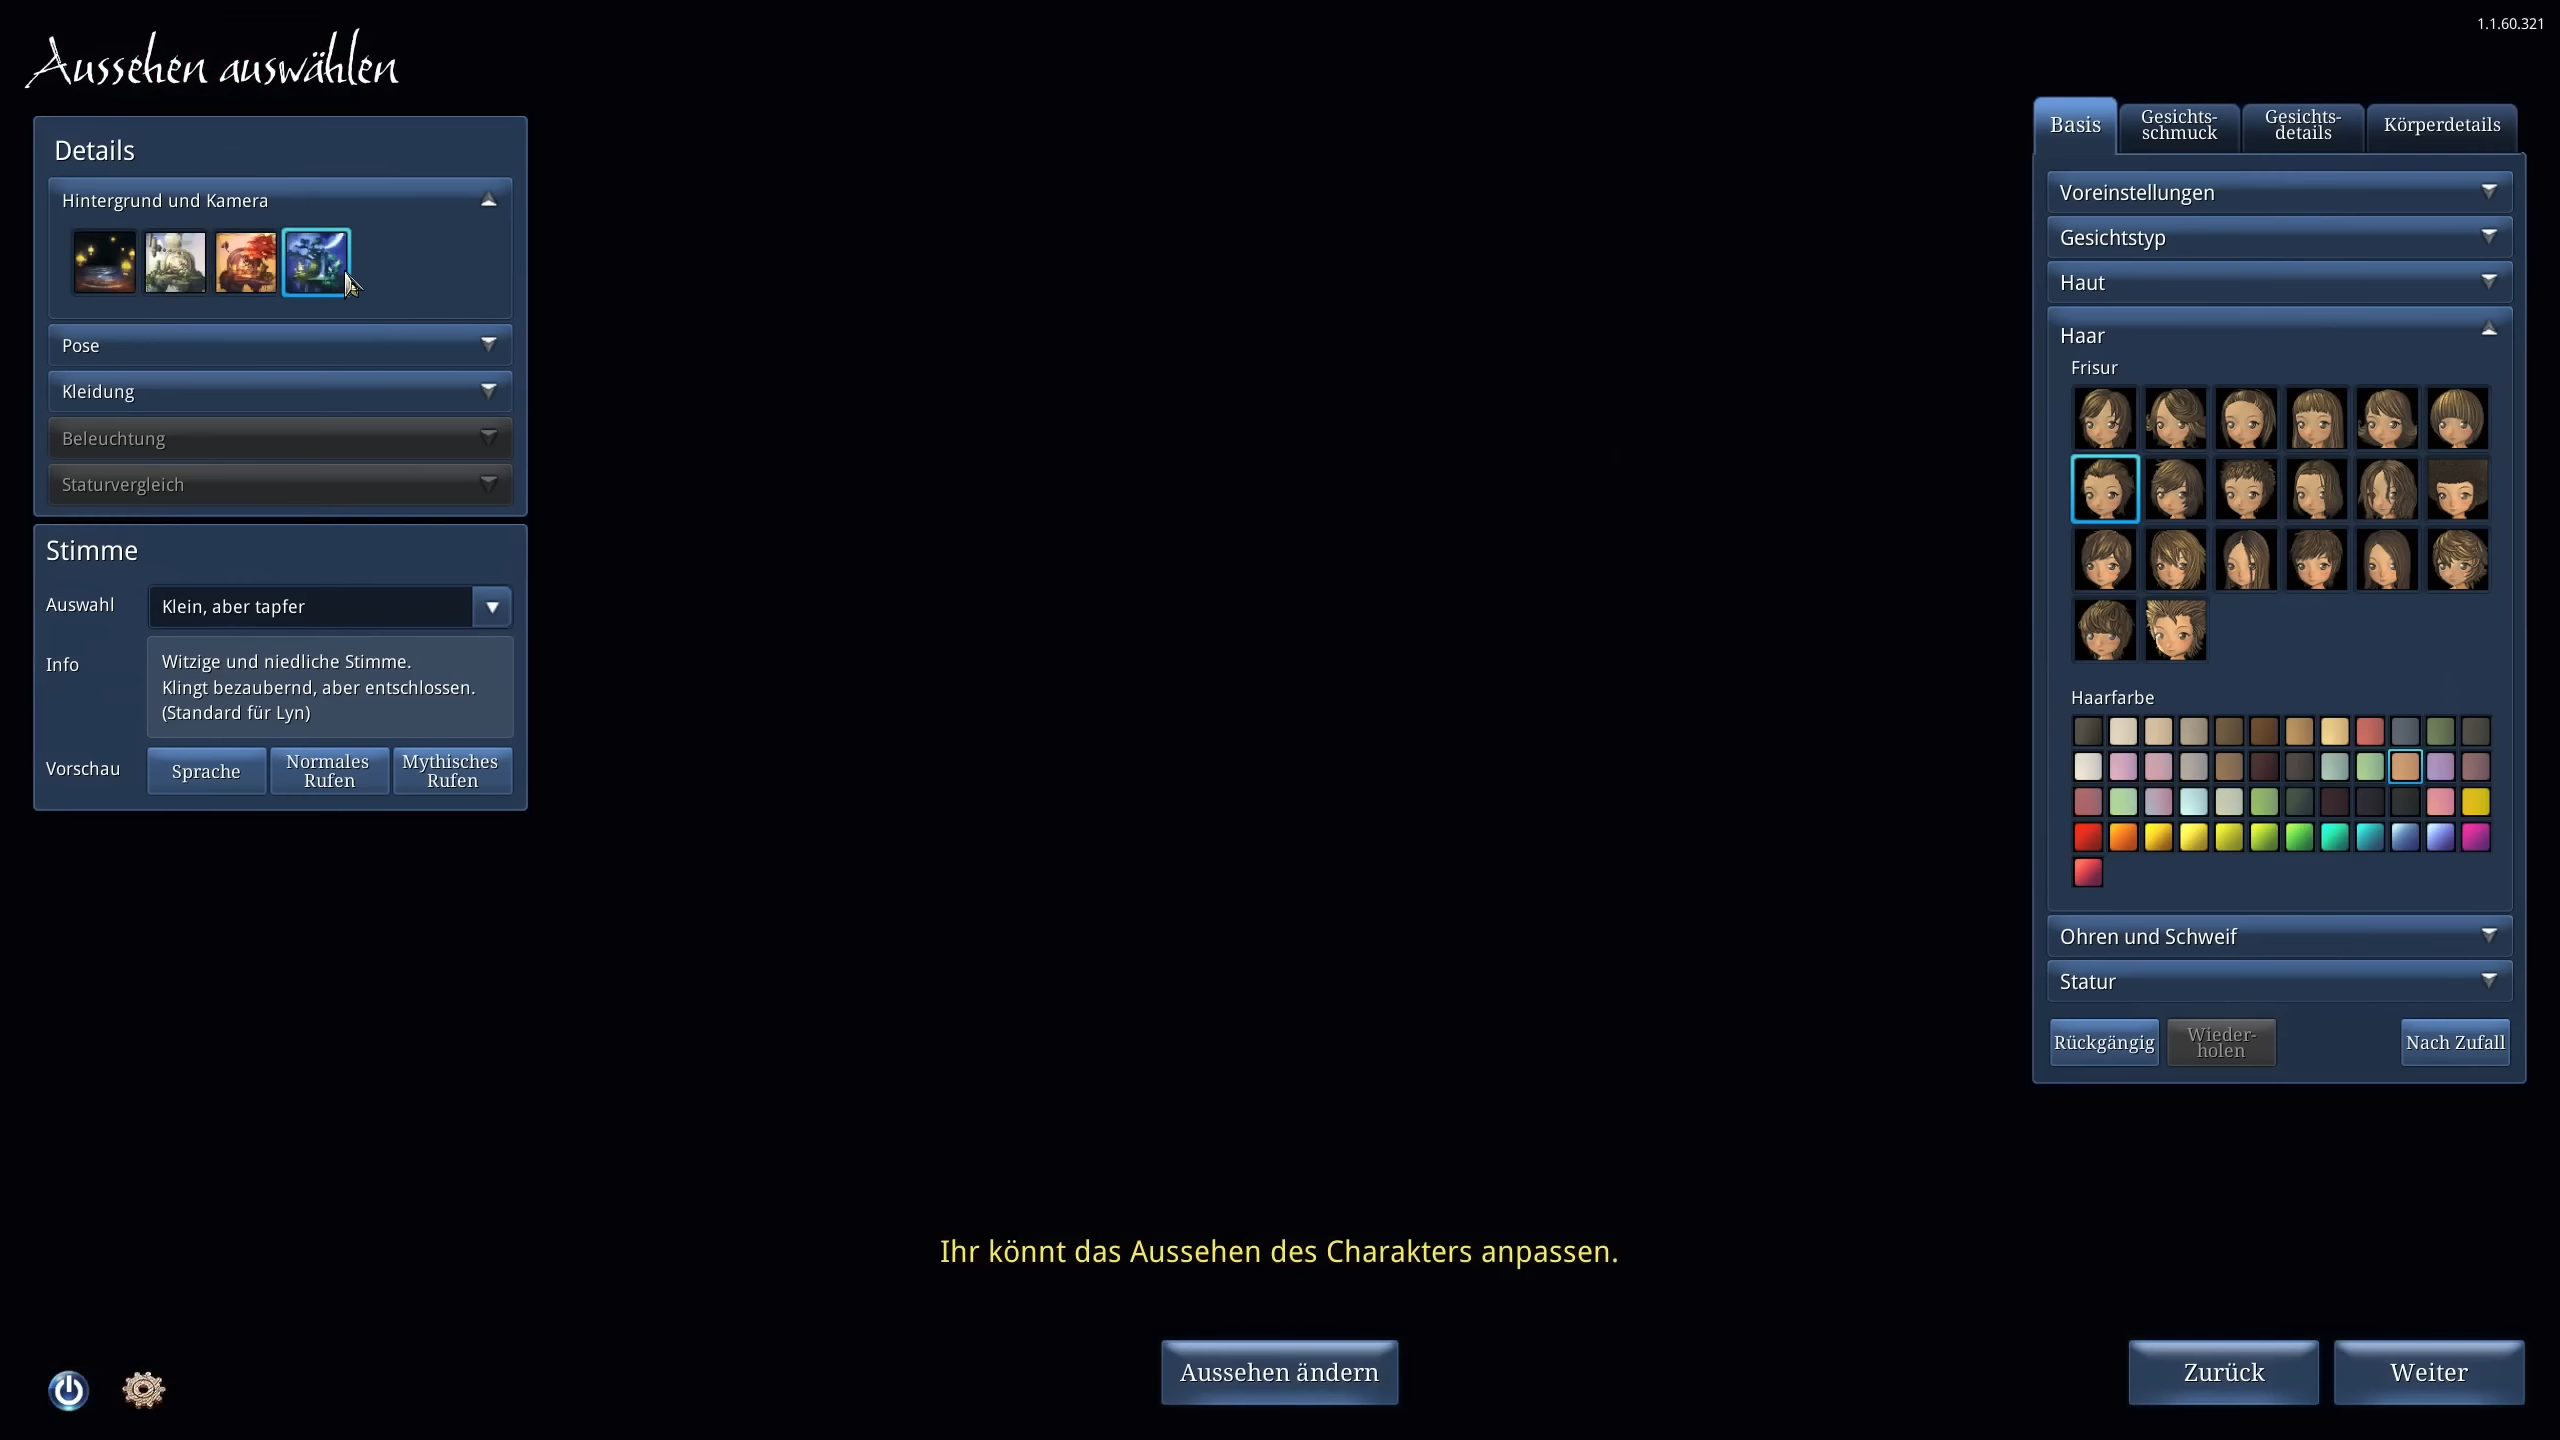 Aussehen auswählen
1.1.60.321
Details
Hintergrund und Kamera
Pose
Kleidung
Beleuchtung
Staturvergleich
Stimme
Auswahl
Klein, aber tapfer
Info
Witzige und niedliche Stimme.
Klingt bezaubernd, aber entschlossen.
(Standard für Lyn)
Vorschau
Sprache
Normales
Rufen
Mythisches
Rufen
Basis
Gesichts-
schmuck
Gesichts-
details
Körperdetails
Voreinstellungen
Gesichtstyp
Haut
Haar
Frisur
Haarfarbe
Ohren und Schweif
Statur
Rückgängig
Wieder-
holen
Nach Zufall
Ihr könnt das Aussehen des Charakters anpassen.
Aussehen ändern
Zurück
Weiter